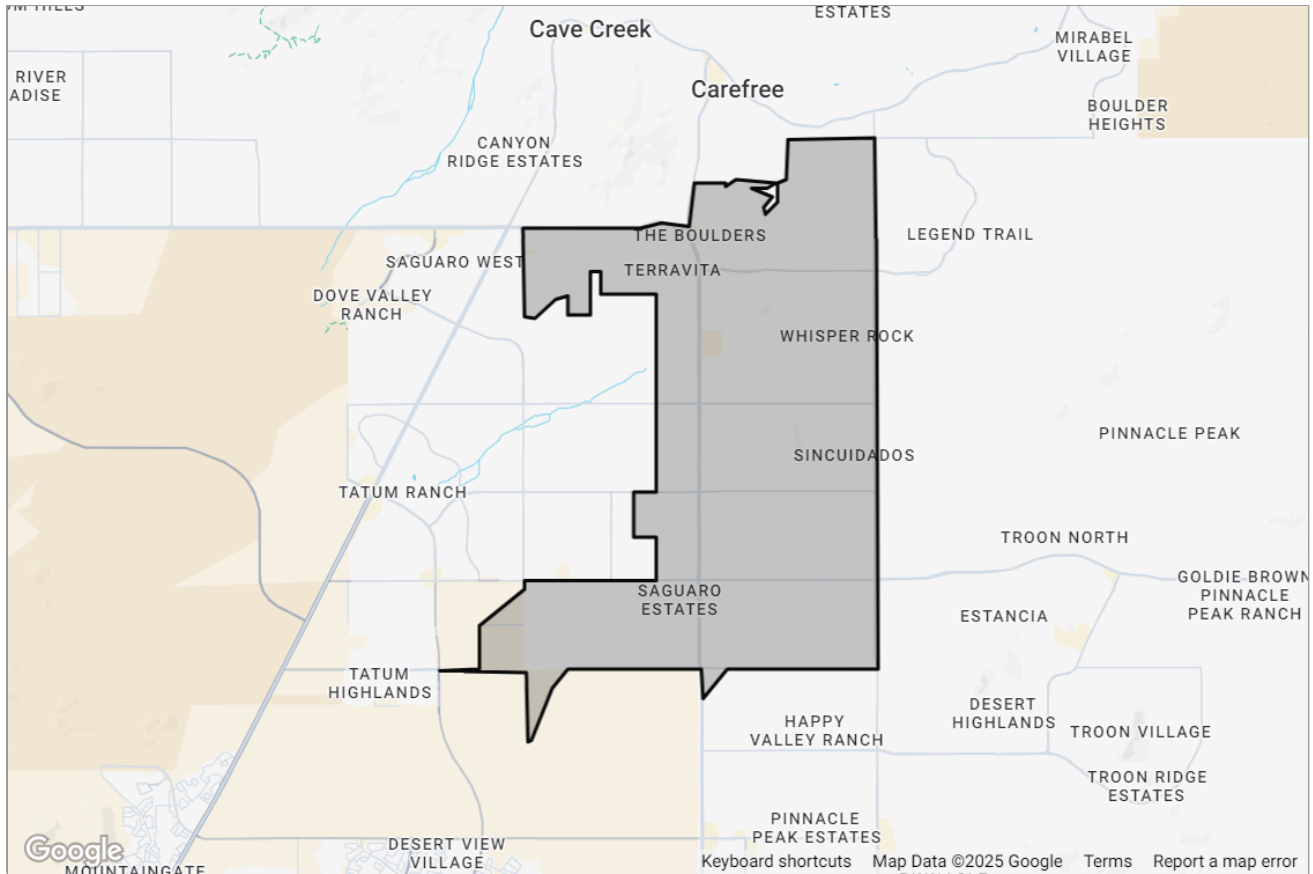 ESTATES
Cave Creek
MIRABEL
VILLAGE
RIVER
ADISE
Carefree
BOULDER
HEIGHTS
CANYON
RIDGE ESTATES
THE BOULDERS
LEGEND TRAIL
SAGUARO WEST
TERRAVITA
DOVE VALLEY
RANCH
WHISPER ROCK
PINNACLE PEAK
SINCUIDADOS
TATUM RANCH
TROON NORTH
GOLDIE BROWN
PINNACLE
PEAK RANCH
SAGUARO
ESTATES
ESTANCIA
TATUM
HIGHLANDS
DESERT
HIGHLANDS
HAPPY
VALLEY RANCH
TROON VILLAGE
TROON RIDGE
ESTATES
PINNACLE
PEAK ESTATES
DESERT VIEW
VILLAGE
Google
MOUNTAINGATE
Keyboard shortcuts Map Data ©2025 Google Terms Report a map error